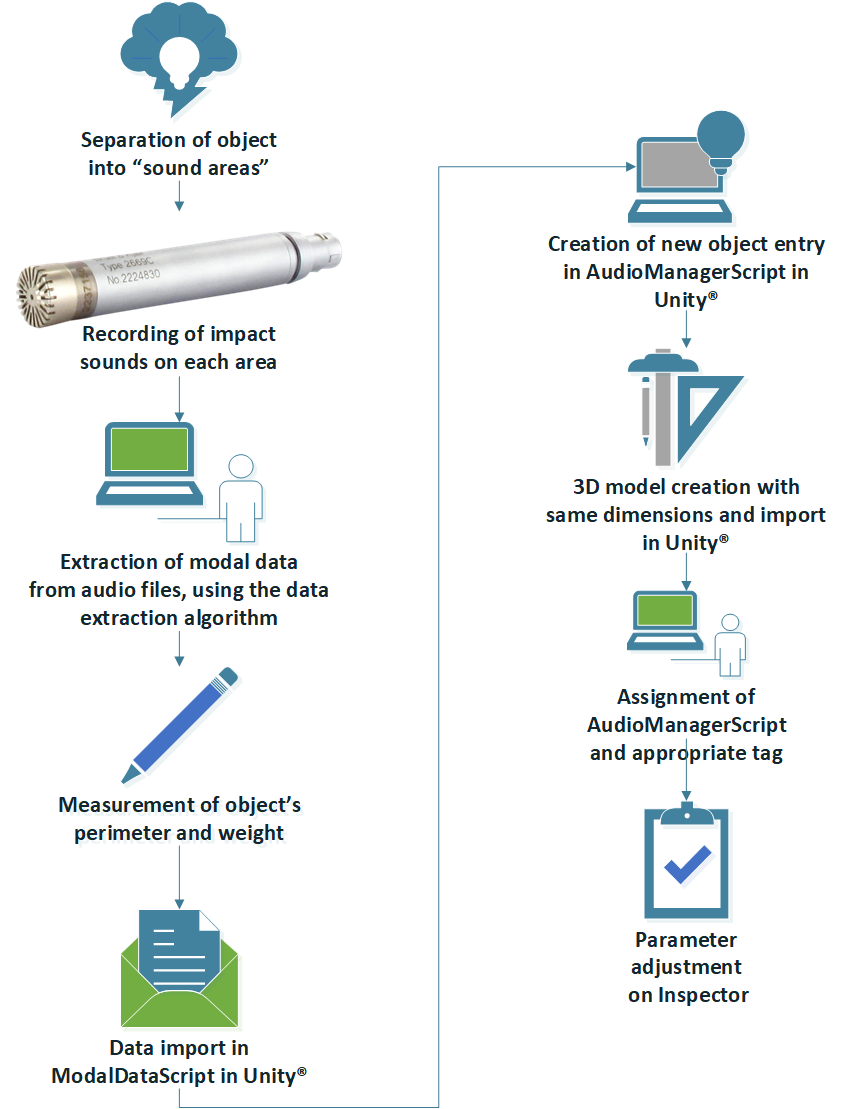 Separation of object
into “sound areas”
Type 2669C
No.2224830
Recording of impact
sounds on each area
Extraction of modal data
from audio files, using the data
extraction algorithm
Measurement of object’s
perimeter and weight
Data import in
ModalDataScript in Unity®
Creation of new object entry
in AudioManagerScript in
Unity®
3D model creation with
same dimensions and import
in Unity®
Assignment of
AudioManagerScript
and appropriate tag
Parameter
adjustment
on Inspector